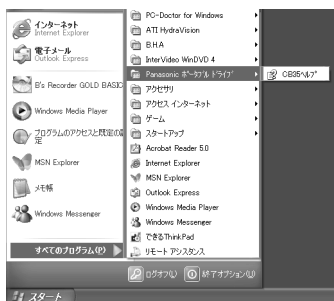 インターネット
Internet Explorer
電子メール
Outlook Express
B's Recorder GOLD BASIC
Windows Media Player
プログラムのアクセスと既定の設
定
MSN Explorer
メモ帳
Windows Messenger
すべてのプログラム(P)
PC-Doctor for Windows
ATI HydraVision
B.H.A
InterVideo WinDVD 4
Panasonic ﾎﾟｰﾀﾌﾞﾙ ﾄﾞﾗｲﾌﾞ
アクセサリ
アクセス インターネット
ゲーム
スタートアップ
Acrobat Reader 5.0
Internet Explorer
MSN Explorer
Outlook Express
Windows Media Player
Windows Messenger
できるThinkPad
リモート アシスタンス
CB35ﾍﾙﾌﾟ
ログオフ(L)
終了オプション(U)
スタート